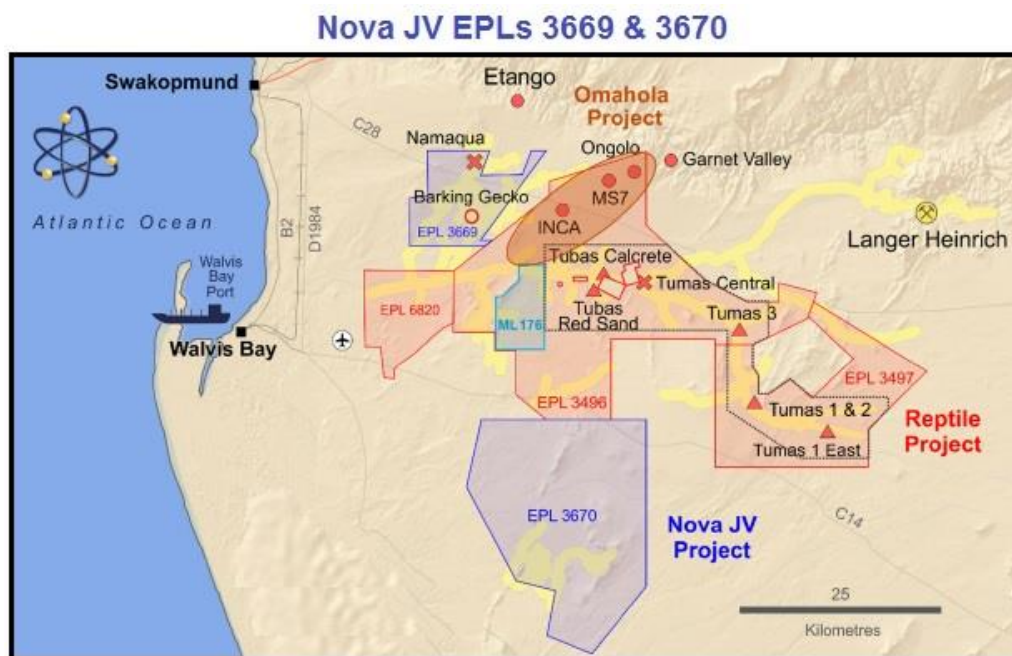 Nova JV EPLs 3669 & 3670
Swakopmund
Etango
Omahola
Project
C28
Namaqua
Ongolo
Garnet Valley
MS7
Barking Gecko
INCA
EPL 3669
Atlantic Ocean
B2
D1984
Langer Heinrich
Walvis
Bay
Port
Tubas Calcrete
Tumas Central
EPL 6820
ML176
Tubas
Red Sand
Tumas 3
Walvis Bay
EPL 3496
EPL 3497
Tumas 1 & 2
Reptile
Project
Tumas 1 East
EPL 3670
Nova JV
Project
C14
25
Kilometres